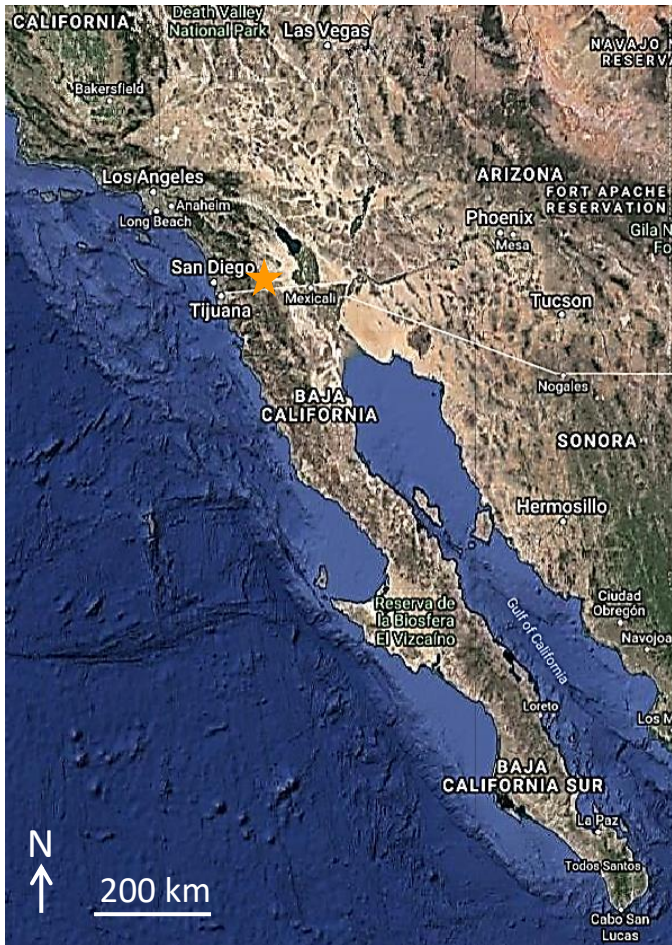 CALIFORNIA
Death Valley
National Park
Las Vegas
NAVAJO
RESERV
Bakersfield
Los Angeles
Anaheim
Long Beach
ARIZONA
FORT APACHE
RESERVATION
Phoenix
Mesa
Gila N
Fo
San Diego
Mexicali
Tijuana
Tucson
Nogales
BAJA
CALIFORNIA
SONORA
Hermosillo
Reserva de
la Biosfera
El Vizcaíno
Gulf of California
Ciudad
Obregón
Navojoa
Loreto
Los M
BAJA
CALIFORNIA SUR
La Paz
Todos Santos
Cabo San
Lucas
N
200 km